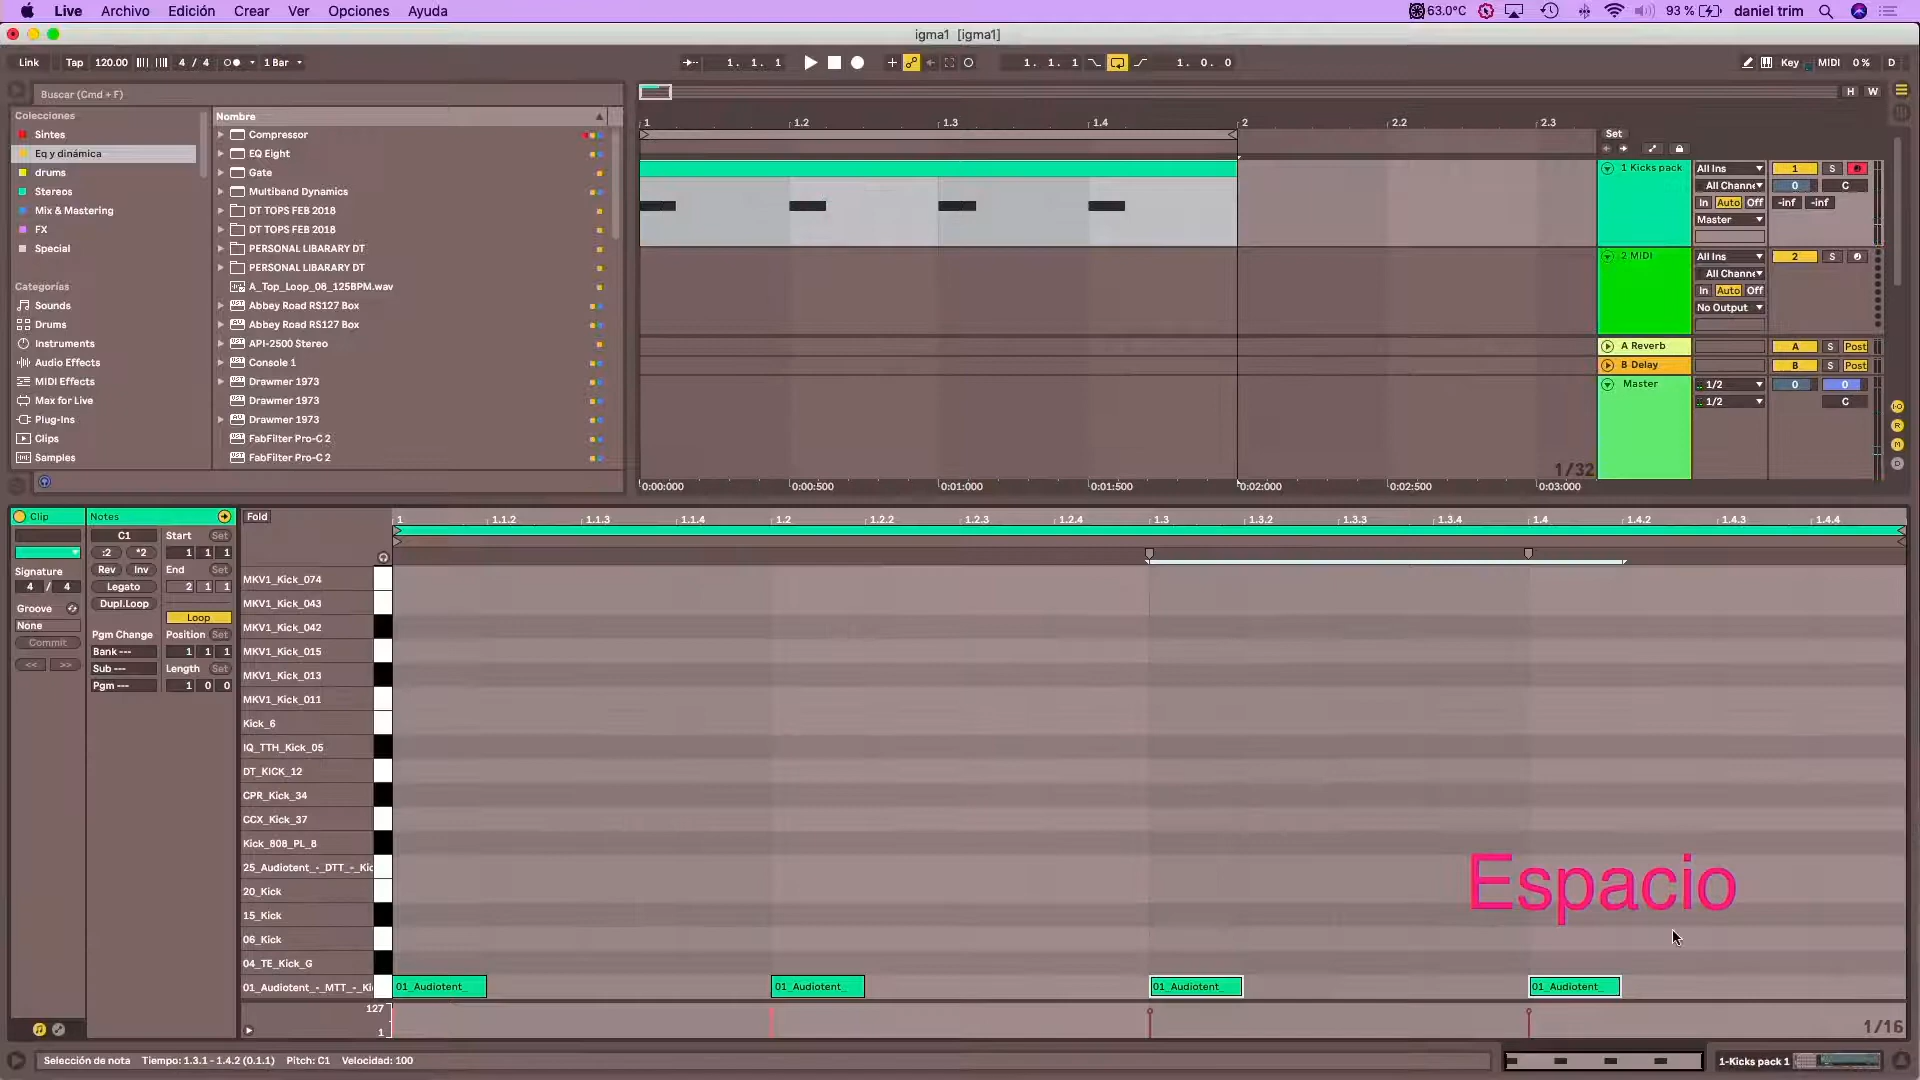 Live Archivo Edición Crear Ver Opciones Ayuda 63.0°C 93 % daniel trim
igma1 [igma1]
Link Tap 120.00 4 / 4 1 Bar 1. 1. 1 1. 1. 1 1. 0. 0 Key MIDI 0 % D
Buscar (Cmd + F)
H W
Colecciones
Sintes
Eq y dinámica
drums
Stereos
Mix & Mastering
FX
Special
Categorías
Sounds
Drums
Instruments
Audio Effects
MIDI Effects
Max for Live
Plug-Ins
Clips
Samples
Nombre
Compressor
EQ Eight
Gate
Multiband Dynamics
DT TOPS FEB 2018
DT TOPS FEB 2018
PERSONAL LIBARARY DT
PERSONAL LIBARARY DT
A_Top_Loop_08_125BPM.wav
Abbey Road RS127 Box
Abbey Road RS127 Box
API-2500 Stereo
Console 1
Drawmer 1973
Drawmer 1973
Drawmer 1973
FabFilter Pro-C 2
FabFilter Pro-C 2
1 1.2 1.3 1.4 2 2.2 2.3
Set
1 Kicks pack All Ins 1 S
All Channe 0 C
In Auto Off -inf -inf
Master
2 MIDI All Ins 2 S
All Channe
In Auto Off
No Output
A Reverb A S Post
B Delay B S Post
Master 1/2 0 0
1/2 C
1/32
0:00:000 0:00:500 0:01:000 0:01:500 0:02:000 0:02:500 0:03:000
Clip
Signature
4 / 4
Groove
None
Commit
<< >>
Notes
C1
:2 *2
Rev Inv
Legato
Dupl.Loop
Pgm Change
Bank ---
Sub ---
Pgm ---
Start Set
1 1 1
End Set
2 1 1
Loop
Position Set
1 1 1
Length Set
1 0 0
Fold
1 1.1.2 1.1.3 1.1.4 1.2 1.2.2 1.2.3 1.2.4 1.3 1.3.2 1.3.3 1.3.4 1.4 1.4.2 1.4.3 1.4.4
MKV1_Kick_074
MKV1_Kick_043
MKV1_Kick_042
MKV1_Kick_015
MKV1_Kick_013
MKV1_Kick_011
Kick_6
IQ_TTH_Kick_05
DT_KICK_12
CPR_Kick_34
CCX_Kick_37
Kick_808_PL_8
25_Audiotent_-_DTT_-_Kic
20_Kick
15_Kick
06_Kick
04_TE_Kick_G
01_Audiotent_-_MTT_-_Ki
Espacio
01_Audiotent_ 01_Audiotent_ 01_Audiotent_ 01_Audiotent_
127
1
1/16
Selección de nota Tiempo: 1.3.1 - 1.4.2 (0.1.1) Pitch: C1 Velocidad: 100
1-Kicks pack 1